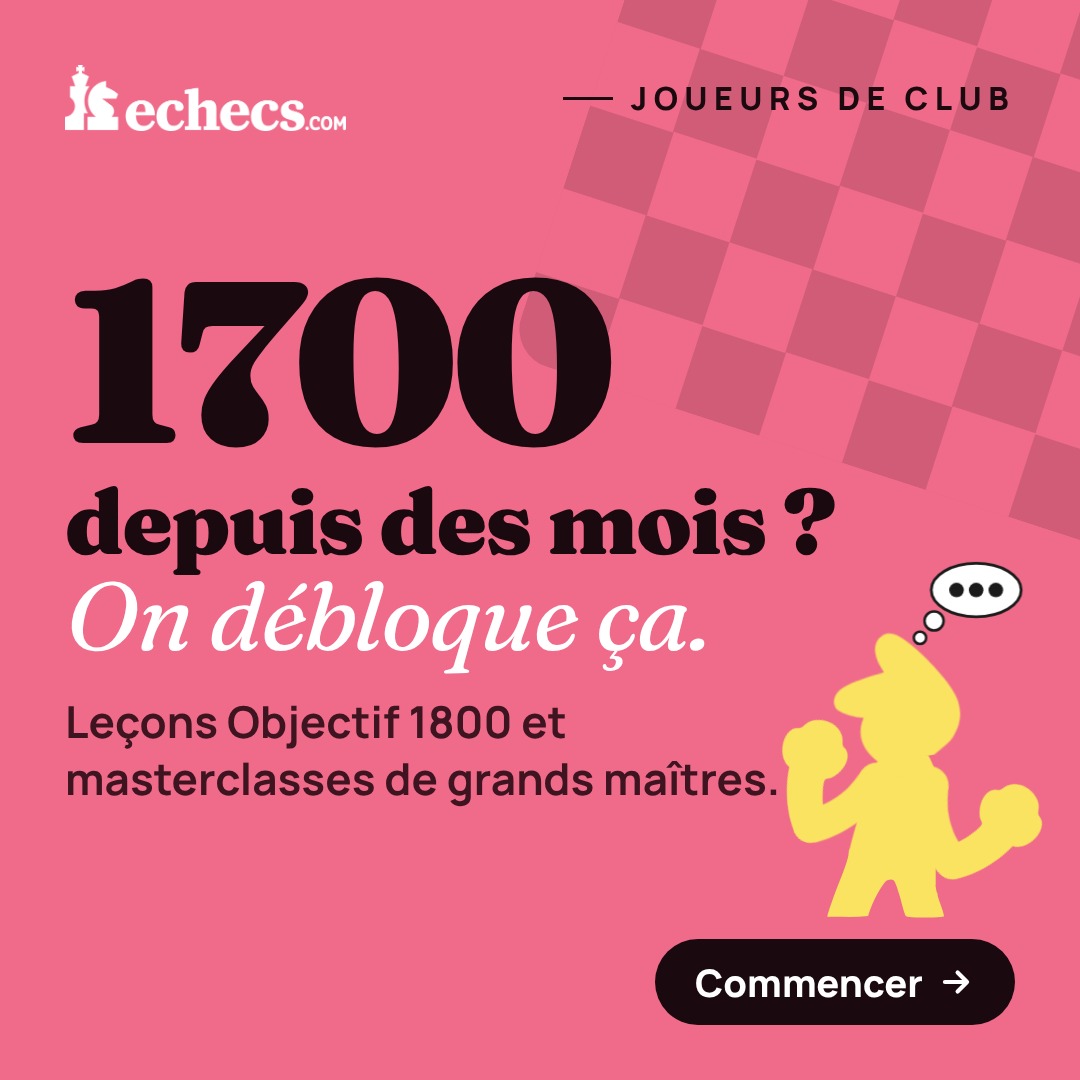 echecs.COM
JOUEURS DE CLUB
1700
depuis des mois ?
On débloque ça.
Leçons Objectif 1800 et
masterclasses de grands maîtres.
Commencer →